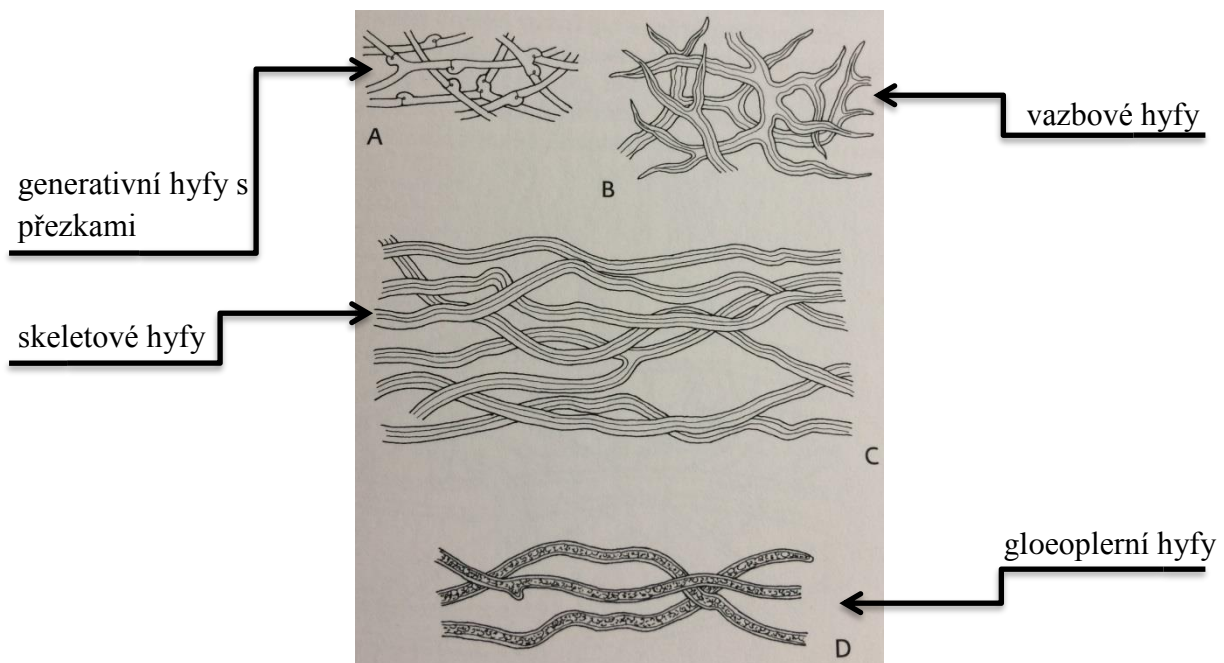 A
B
vazbové hyfy
generativní hyfy s
přezkami
skeletové hyfy
C
gloeoplerní hyfy
D